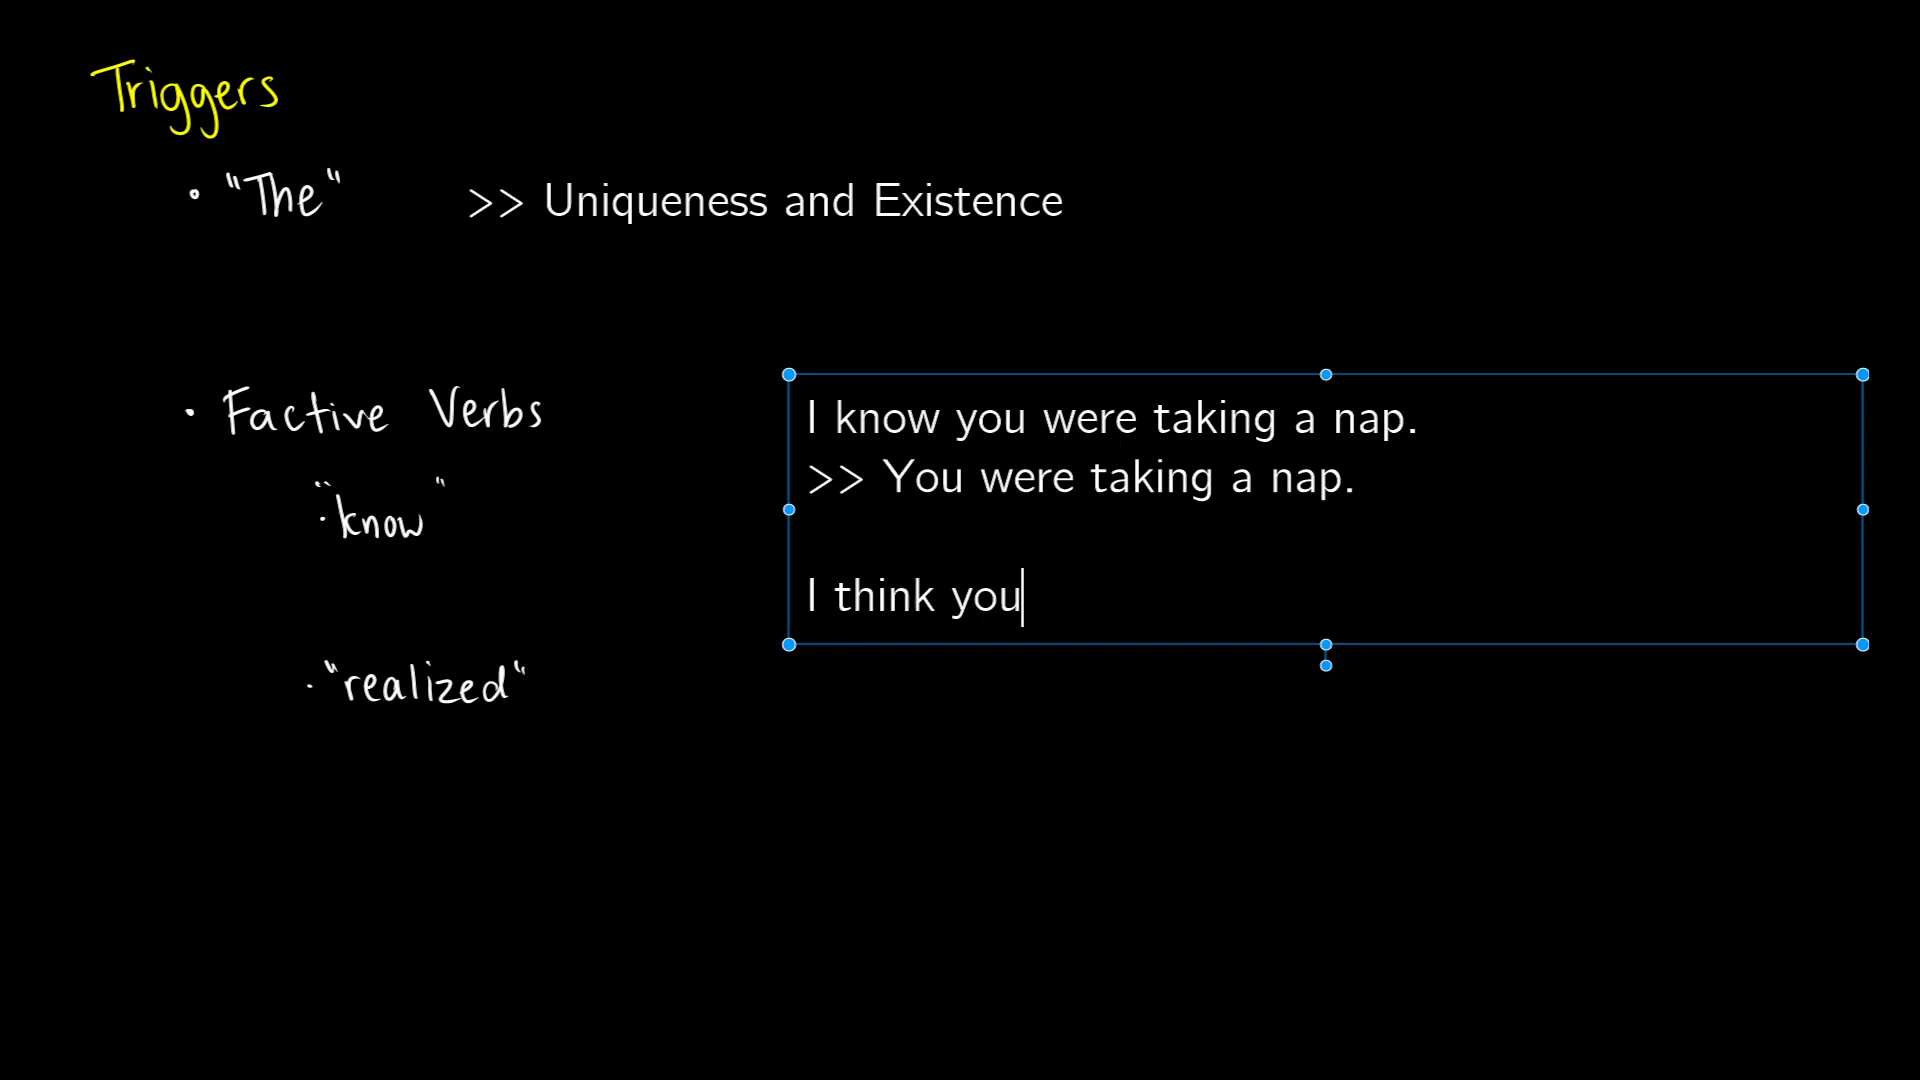 Triggers
• "The" >> Uniqueness and Existence
• Factive Verbs
I know you were taking a nap.
>> You were taking a nap.
• "know"
I think you
• "realized"